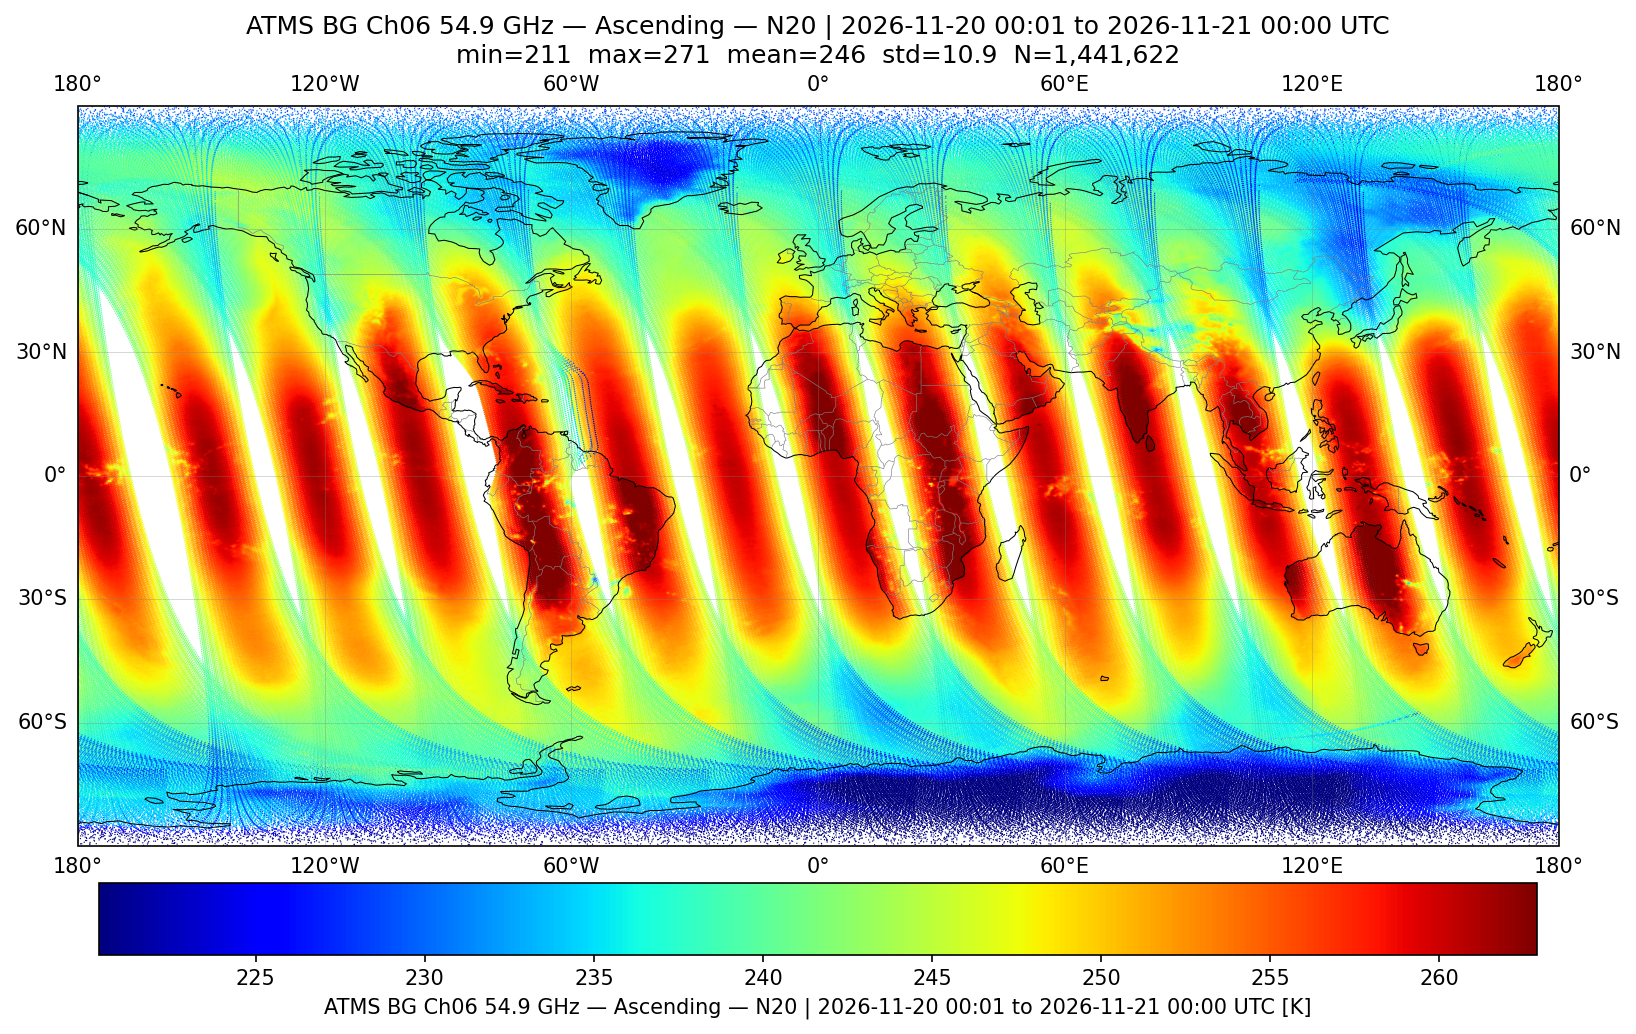 ATMS BG Ch06 54.9 GHz — Ascending — N20 | 2026-11-20 00:01 to 2026-11-21 00:00 UTC
min=211 max=271 mean=246 std=10.9 N=1,441,622
180° 120°W 60°W 0° 60°E 120°E 180°
60°N 60°N
30°N 30°N
0° 0°
30°S 30°S
60°S 60°S
180° 120°W 60°W 0° 60°E 120°E 180°
225 230 235 240 245 250 255 260
ATMS BG Ch06 54.9 GHz — Ascending — N20 | 2026-11-20 00:01 to 2026-11-21 00:00 UTC [K]